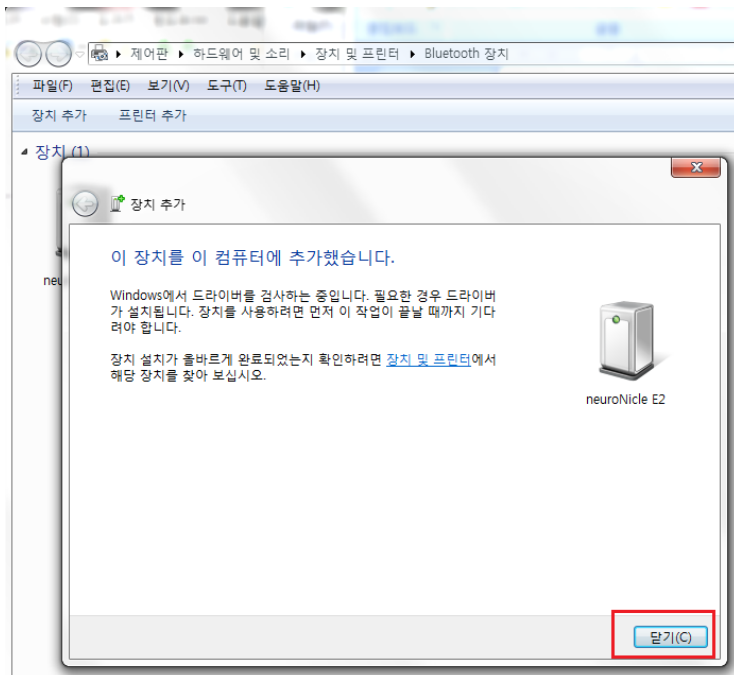 제어판 ▸ 하드웨어 및 소리 ▸ 장치 및 프린터 ▸ Bluetooth 장치
파일(F) 편집(E) 보기(V) 도구(T) 도움말(H)
장치 추가 프린터 추가
장치 (1)
장치 추가
이 장치를 이 컴퓨터에 추가했습니다.
Windows에서 드라이버를 검사하는 중입니다. 필요한 경우 드라이버
가 설치됩니다. 장치를 사용하려면 먼저 이 작업이 끝날 때까지 기다
려야 합니다.
장치 설치가 올바르게 완료되었는지 확인하려면 장치 및 프린터에서
해당 장치를 찾아 보십시오.
neu
neuroNicle E2
닫기(C)